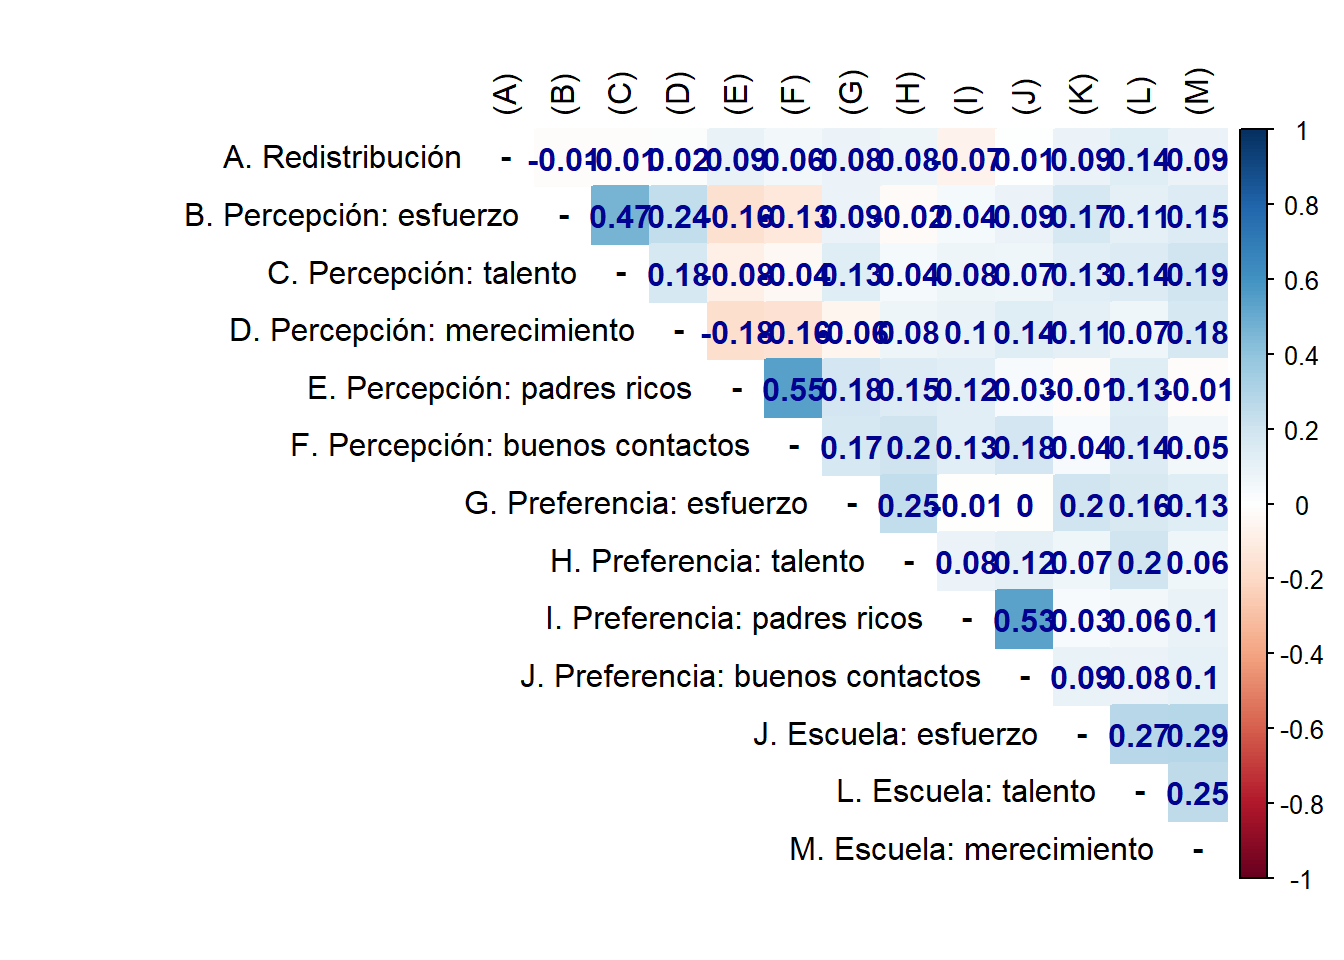 (A) (B) (C) (D) (E) (F) (G) (H) (I) (J) (K) (L) (M)
A. Redistribución - -0.01 -0.01 0.02 0.09 0.06 0.08 0.08 -0.07 0.01 0.09 0.14 0.09
B. Percepción: esfuerzo - 0.47 0.24 -0.16 -0.13 0.09 -0.02 0.04 0.09 0.17 0.11 0.15
C. Percepción: talento - 0.18 -0.08 -0.04 0.13 0.04 0.08 0.07 0.13 0.14 0.19
D. Percepción: merecimiento - -0.18 -0.16 -0.06 0.08 0.1 0.14 0.11 0.07 0.18
E. Percepción: padres ricos - 0.55 0.18 0.15 0.12 0.03 -0.01 0.13 -0.01
F. Percepción: buenos contactos - 0.17 0.2 0.13 0.18 0.04 0.14 0.05
G. Preferencia: esfuerzo - 0.25 -0.01 0 0.2 0.16 0.13
H. Preferencia: talento - 0.08 0.12 0.07 0.2 0.06
I. Preferencia: padres ricos - 0.53 0.03 0.06 0.1
J. Preferencia: buenos contactos - 0.09 0.08 0.1
J. Escuela: esfuerzo - 0.27 0.29
L. Escuela: talento - 0.25
M. Escuela: merecimiento -
1
0.8
0.6
0.4
0.2
0
-0.2
-0.4
-0.6
-0.8
-1